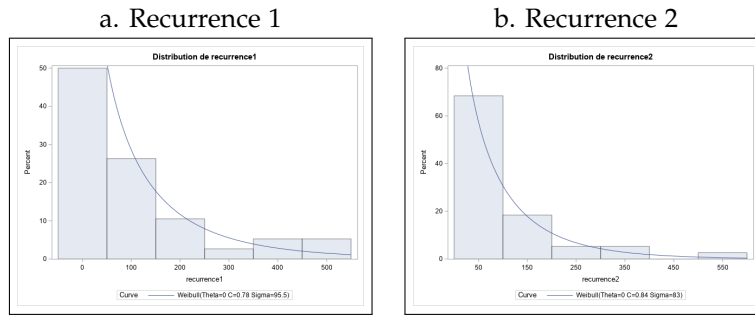 a. Recurrence 1
Distribution de recurrence1
50
40
30
20
10
0
Percent
0 100 200 300 400 500
recurrence1
Curve Weibull(Theta=0 C=0.78 Sigma=95.5)
b. Recurrence 2
Distribution de recurrence2
80
60
40
20
0
Percent
50 150 250 350 450 550
recurrence2
Curve Weibull(Theta=0 C=0.84 Sigma=83)